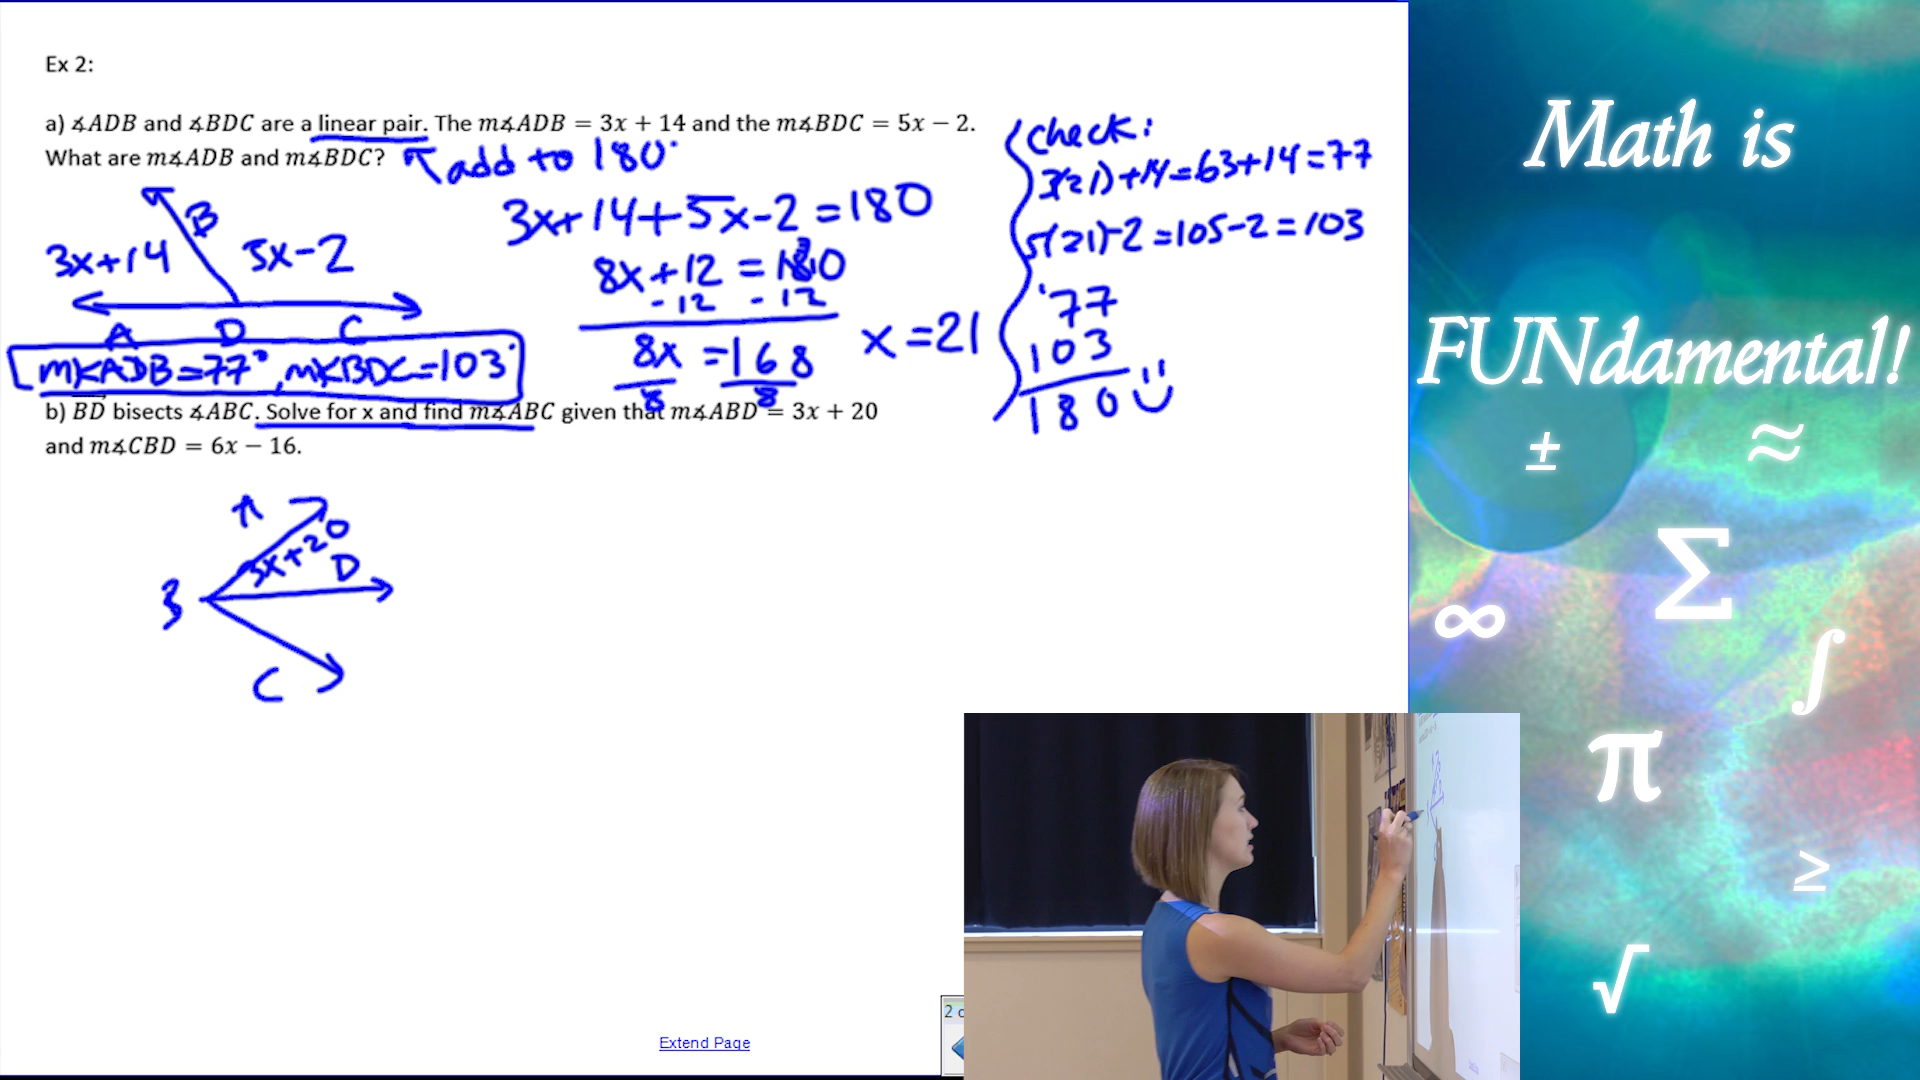 Ex 2:
a) ∡ADB and ∡BDC are a linear pair. The m∡ADB = 3x + 14 and the m∡BDC = 5x − 2.
What are m∡ADB and m∡BDC?
add to 180°
B
3x+14
5x-2
A D C
m∡ADB=77°, m∡BDC=103°
3x+14+5x-2=180
8x+12=180
-12 -12
8x=168
8 8
x=21
check:
3(21)+14=63+14=77
5(21)-2=105-2=103
1
77
103
180
b) BD bisects ∡ABC. Solve for x and find m∡ABC given that m∡ABD = 3x + 20
and m∡CBD = 6x − 16.
A
3x+20
D
B
C
Extend Page
2
Math is
FUNdamental!
± ≈
∑
∞
∫
π
≥
√